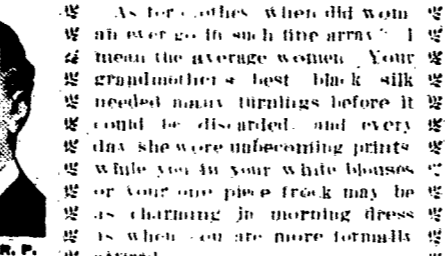 As for clothes when did wom
an ever go in such fine array? I
mean the average women Your
grandmother s best black silk
needed many turnings before it
could be discarded and every
day she wore unbecoming prints
while you in your white blouses
or your one piece frock may be
as charming in morning dress
as when you are more formally
R. P.